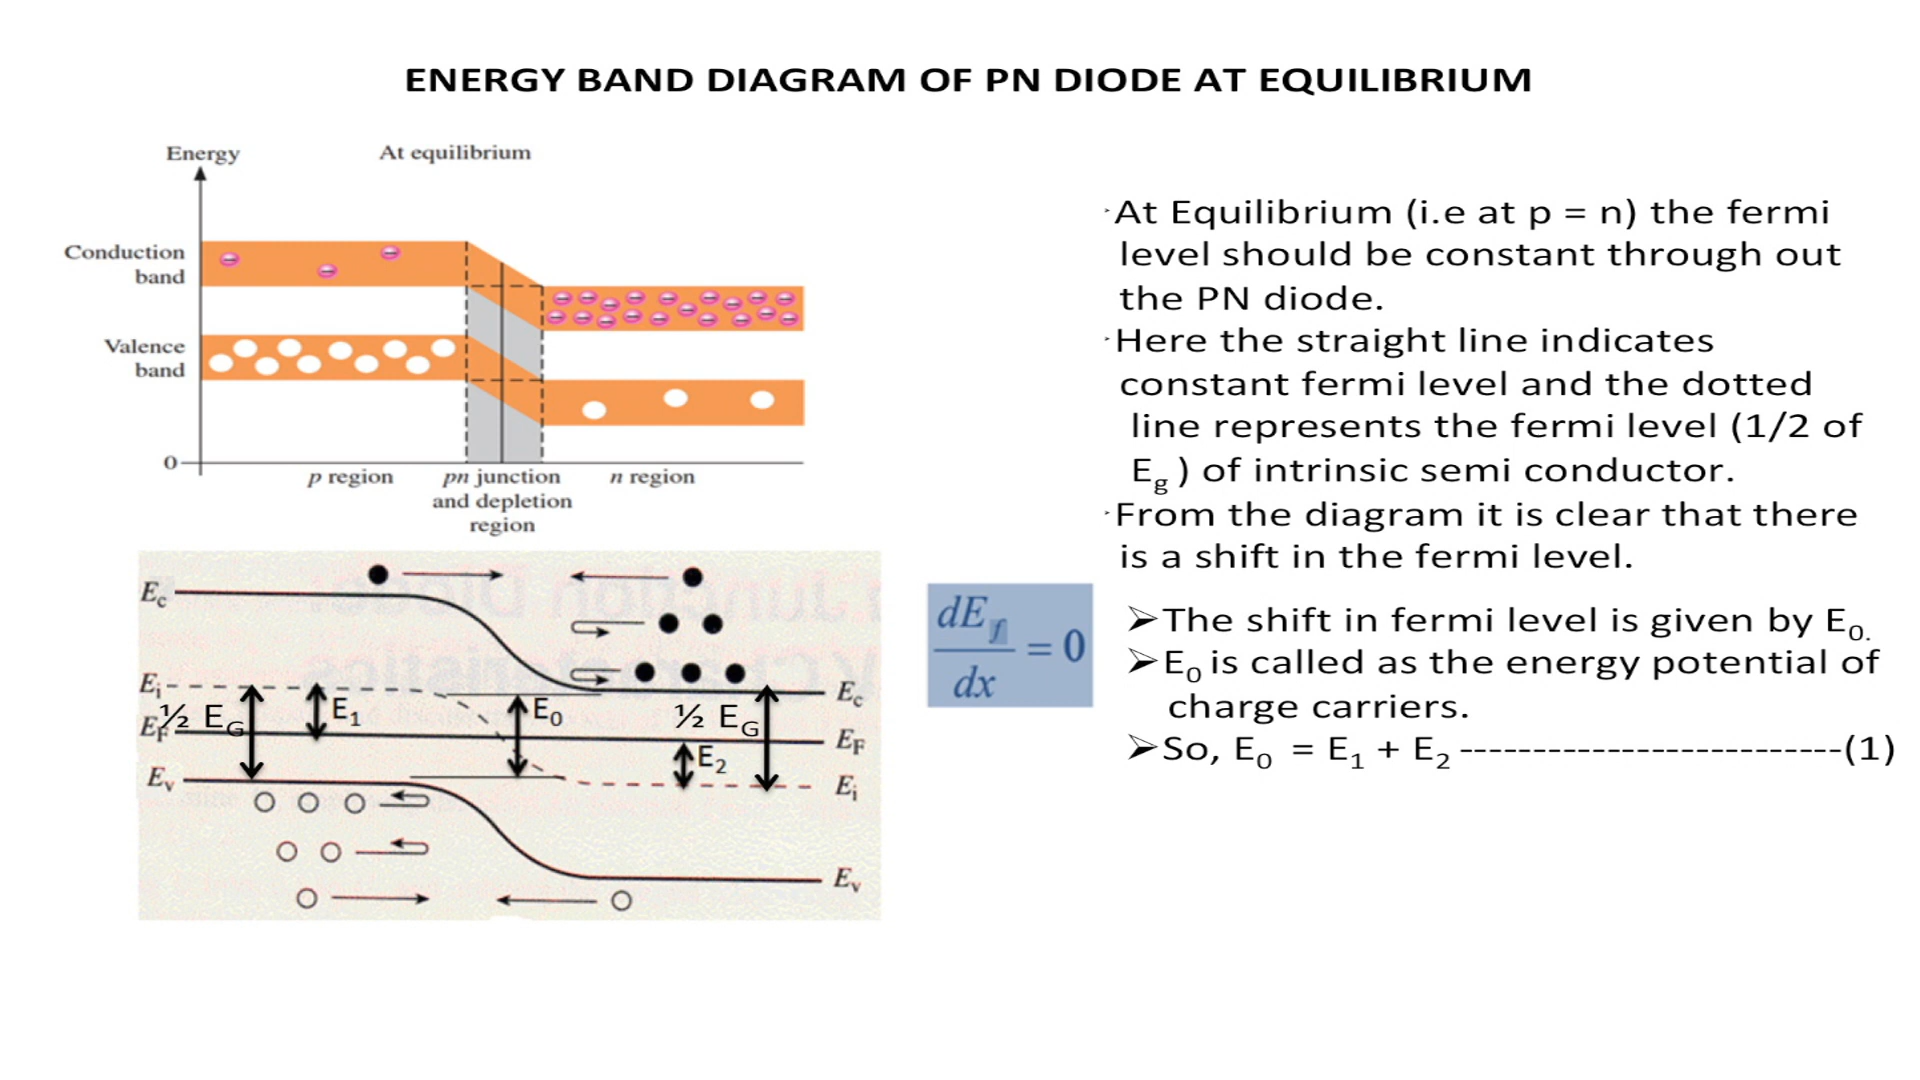 ENERGY BAND DIAGRAM OF PN DIODE AT EQUILIBRIUM
Energy
At equilibrium
Conduction
band
Valence
band
0
p region
pn junction
and depletion
region
n region
At Equilibrium (i.e at p = n) the fermi
level should be constant through out
the PN diode.
Here the straight line indicates
constant fermi level and the dotted
line represents the fermi level (1/2 of
Eg ) of intrinsic semi conductor.
From the diagram it is clear that there
is a shift in the fermi level.
Ec
Ei
½ EG
E1
EF
Ev
E0
½ EG
E2
Ec
EF
Ei
Ev
dEf
dx
= 0
➢The shift in fermi level is given by E0.
➢E0 is called as the energy potential of
charge carriers.
➢So, E0 = E1 + E2 --------------------------(1)